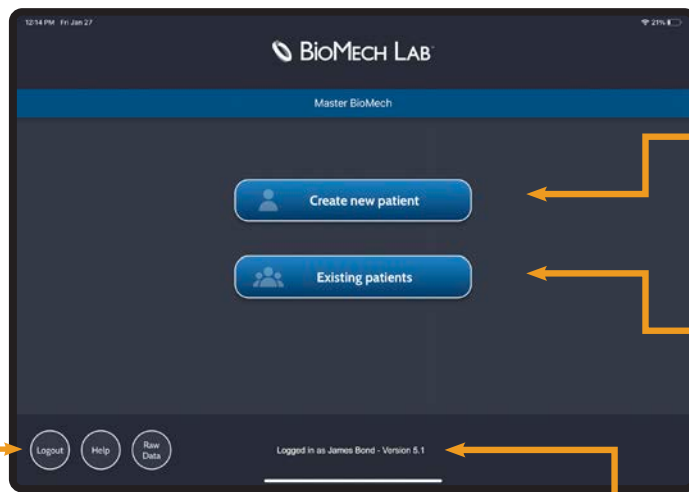 12:14 PM Fri Jan 27
21%
BioMech Lab
Master BioMech
Create new patient
Existing patients
Logout
Help
Raw
Data
Logged in as James Bond - Version 5.1